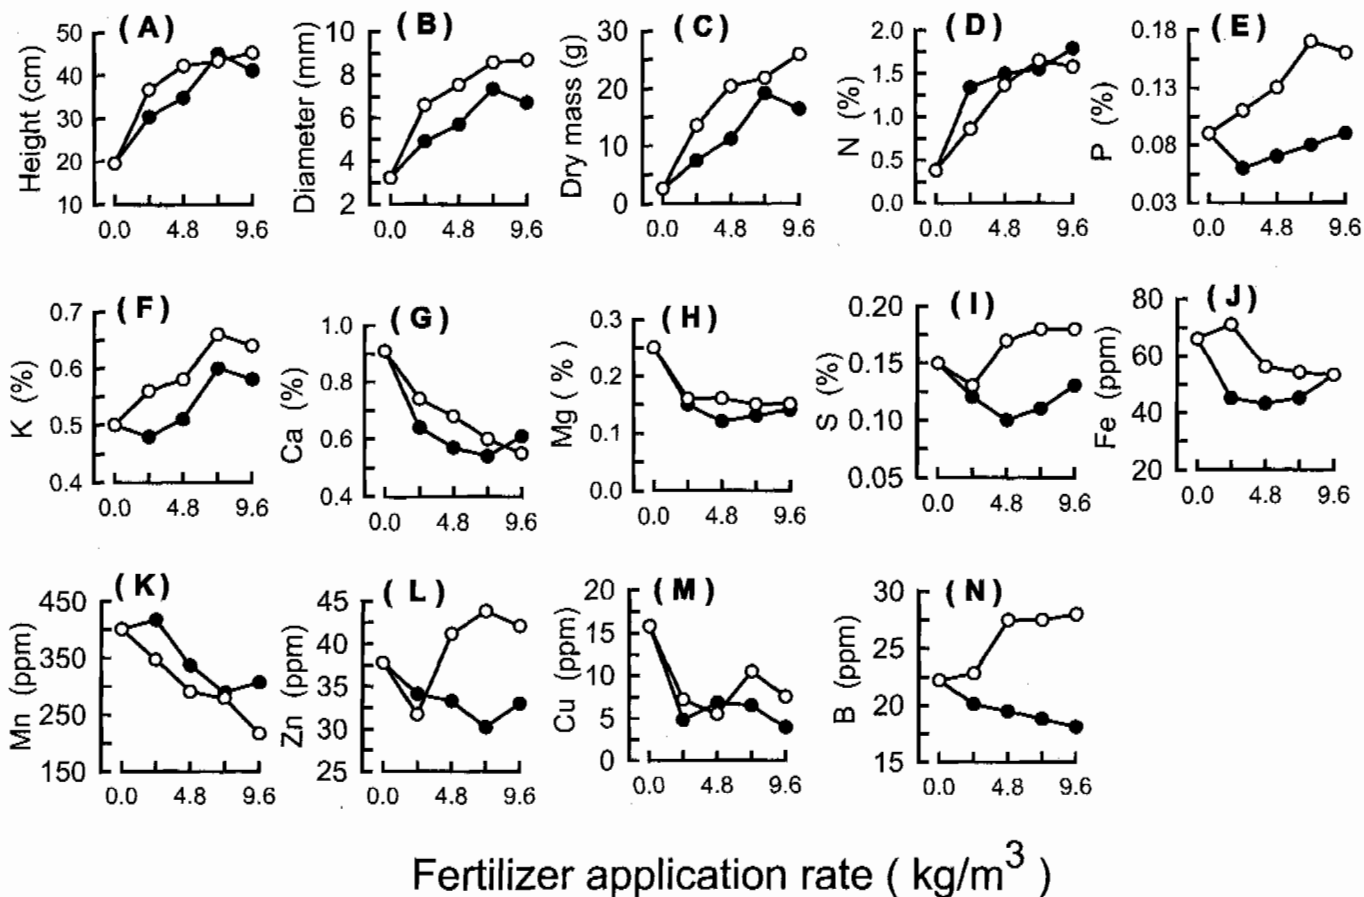 ( A ) ( B ) ( C ) ( D ) ( E )
Height (cm) 50 40 30 20 10
0.0 4.8 9.6
Diameter (mm) 10 8 6 4 2
0.0 4.8 9.6
Dry mass (g) 30 20 10 0
0.0 4.8 9.6
N (%) 2.0 1.5 1.0 0.5 0.0
0.0 4.8 9.6
P (%) 0.18 0.13 0.08 0.03
0.0 4.8 9.6
( F ) ( G ) ( H ) ( I ) ( J )
K (%) 0.7 0.6 0.5 0.4
0.0 4.8 9.6
Ca (%) 1.0 0.8 0.6 0.4
0.0 4.8 9.6
Mg ( % ) 0.3 0.2 0.1 0.0
0.0 4.8 9.6
S (%) 0.20 0.15 0.10 0.05
0.0 4.8 9.6
Fe (ppm) 80 60 40 20
0.0 4.8 9.6
( K ) ( L ) ( M ) ( N )
Mn (ppm) 450 350 250 150
0.0 4.8 9.6
Zn (ppm) 45 40 35 30 25
0.0 4.8 9.6
Cu (ppm) 20 15 10 5 0
0.0 4.8 9.6
B (ppm) 30 25 20 15
0.0 4.8 9.6
Fertilizer application rate ( kg/m³ )